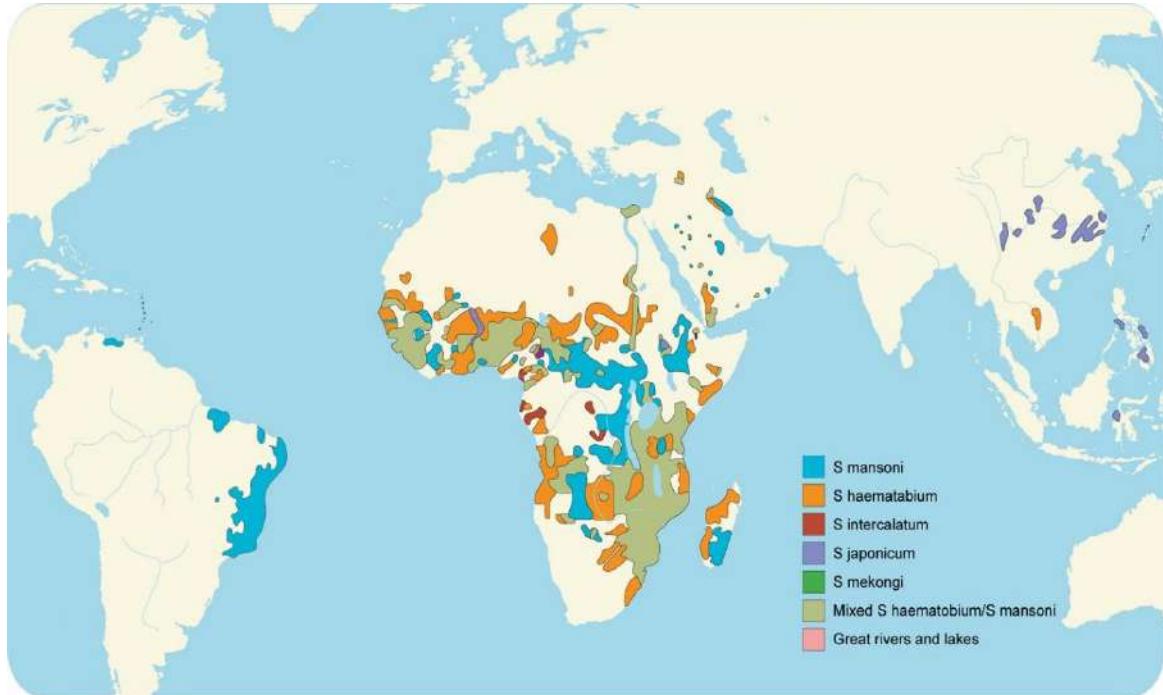 S mansoni
S haematabium
S intercalatum
S japonicum
S mekongi
Mixed S haematobium/S mansoni
Great rivers and lakes